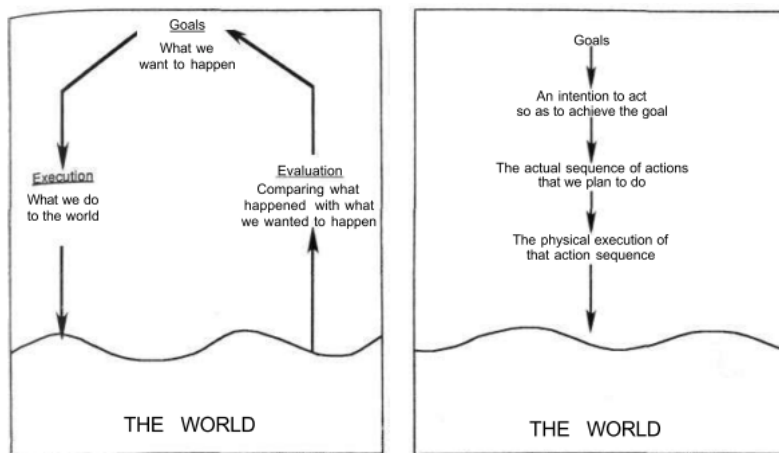 Goals
What we
want to happen
Execution
What we do
to the world
Evaluation
Comparing what
happened with what
we wanted to happen
THE WORLD
Goals
An intention to act
so as to achieve the goal
The actual sequence of actions
that we plan to do
The physical execution of
that action sequence
THE WORLD